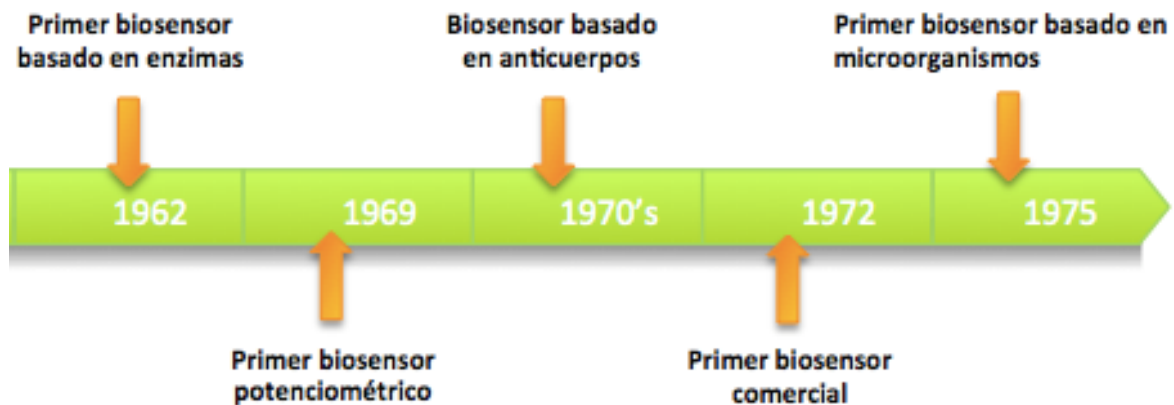 Primer biosensor
basado en enzimas
Biosensor basado
en anticuerpos
Primer biosensor basado en
microorganismos
1962
1969
1970's
1972
1975
Primer biosensor
potenciométrico
Primer biosensor
comercial